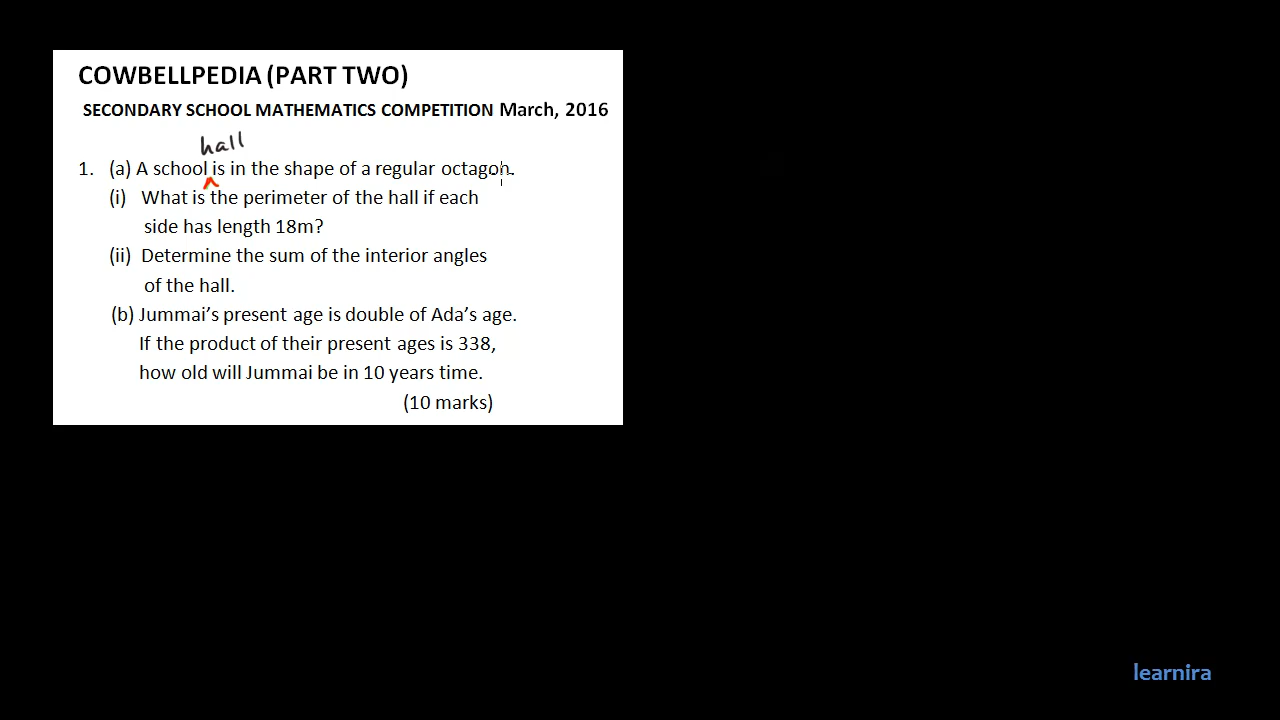 COWBELLPEDIA (PART TWO)
SECONDARY SCHOOL MATHEMATICS COMPETITION March, 2016
hall
1. (a) A school is in the shape of a regular octagon.
(i) What is the perimeter of the hall if each
side has length 18m?
(ii) Determine the sum of the interior angles
of the hall.
(b) Jummai's present age is double of Ada's age.
If the product of their present ages is 338,
how old will Jummai be in 10 years time.
(10 marks)
learnira